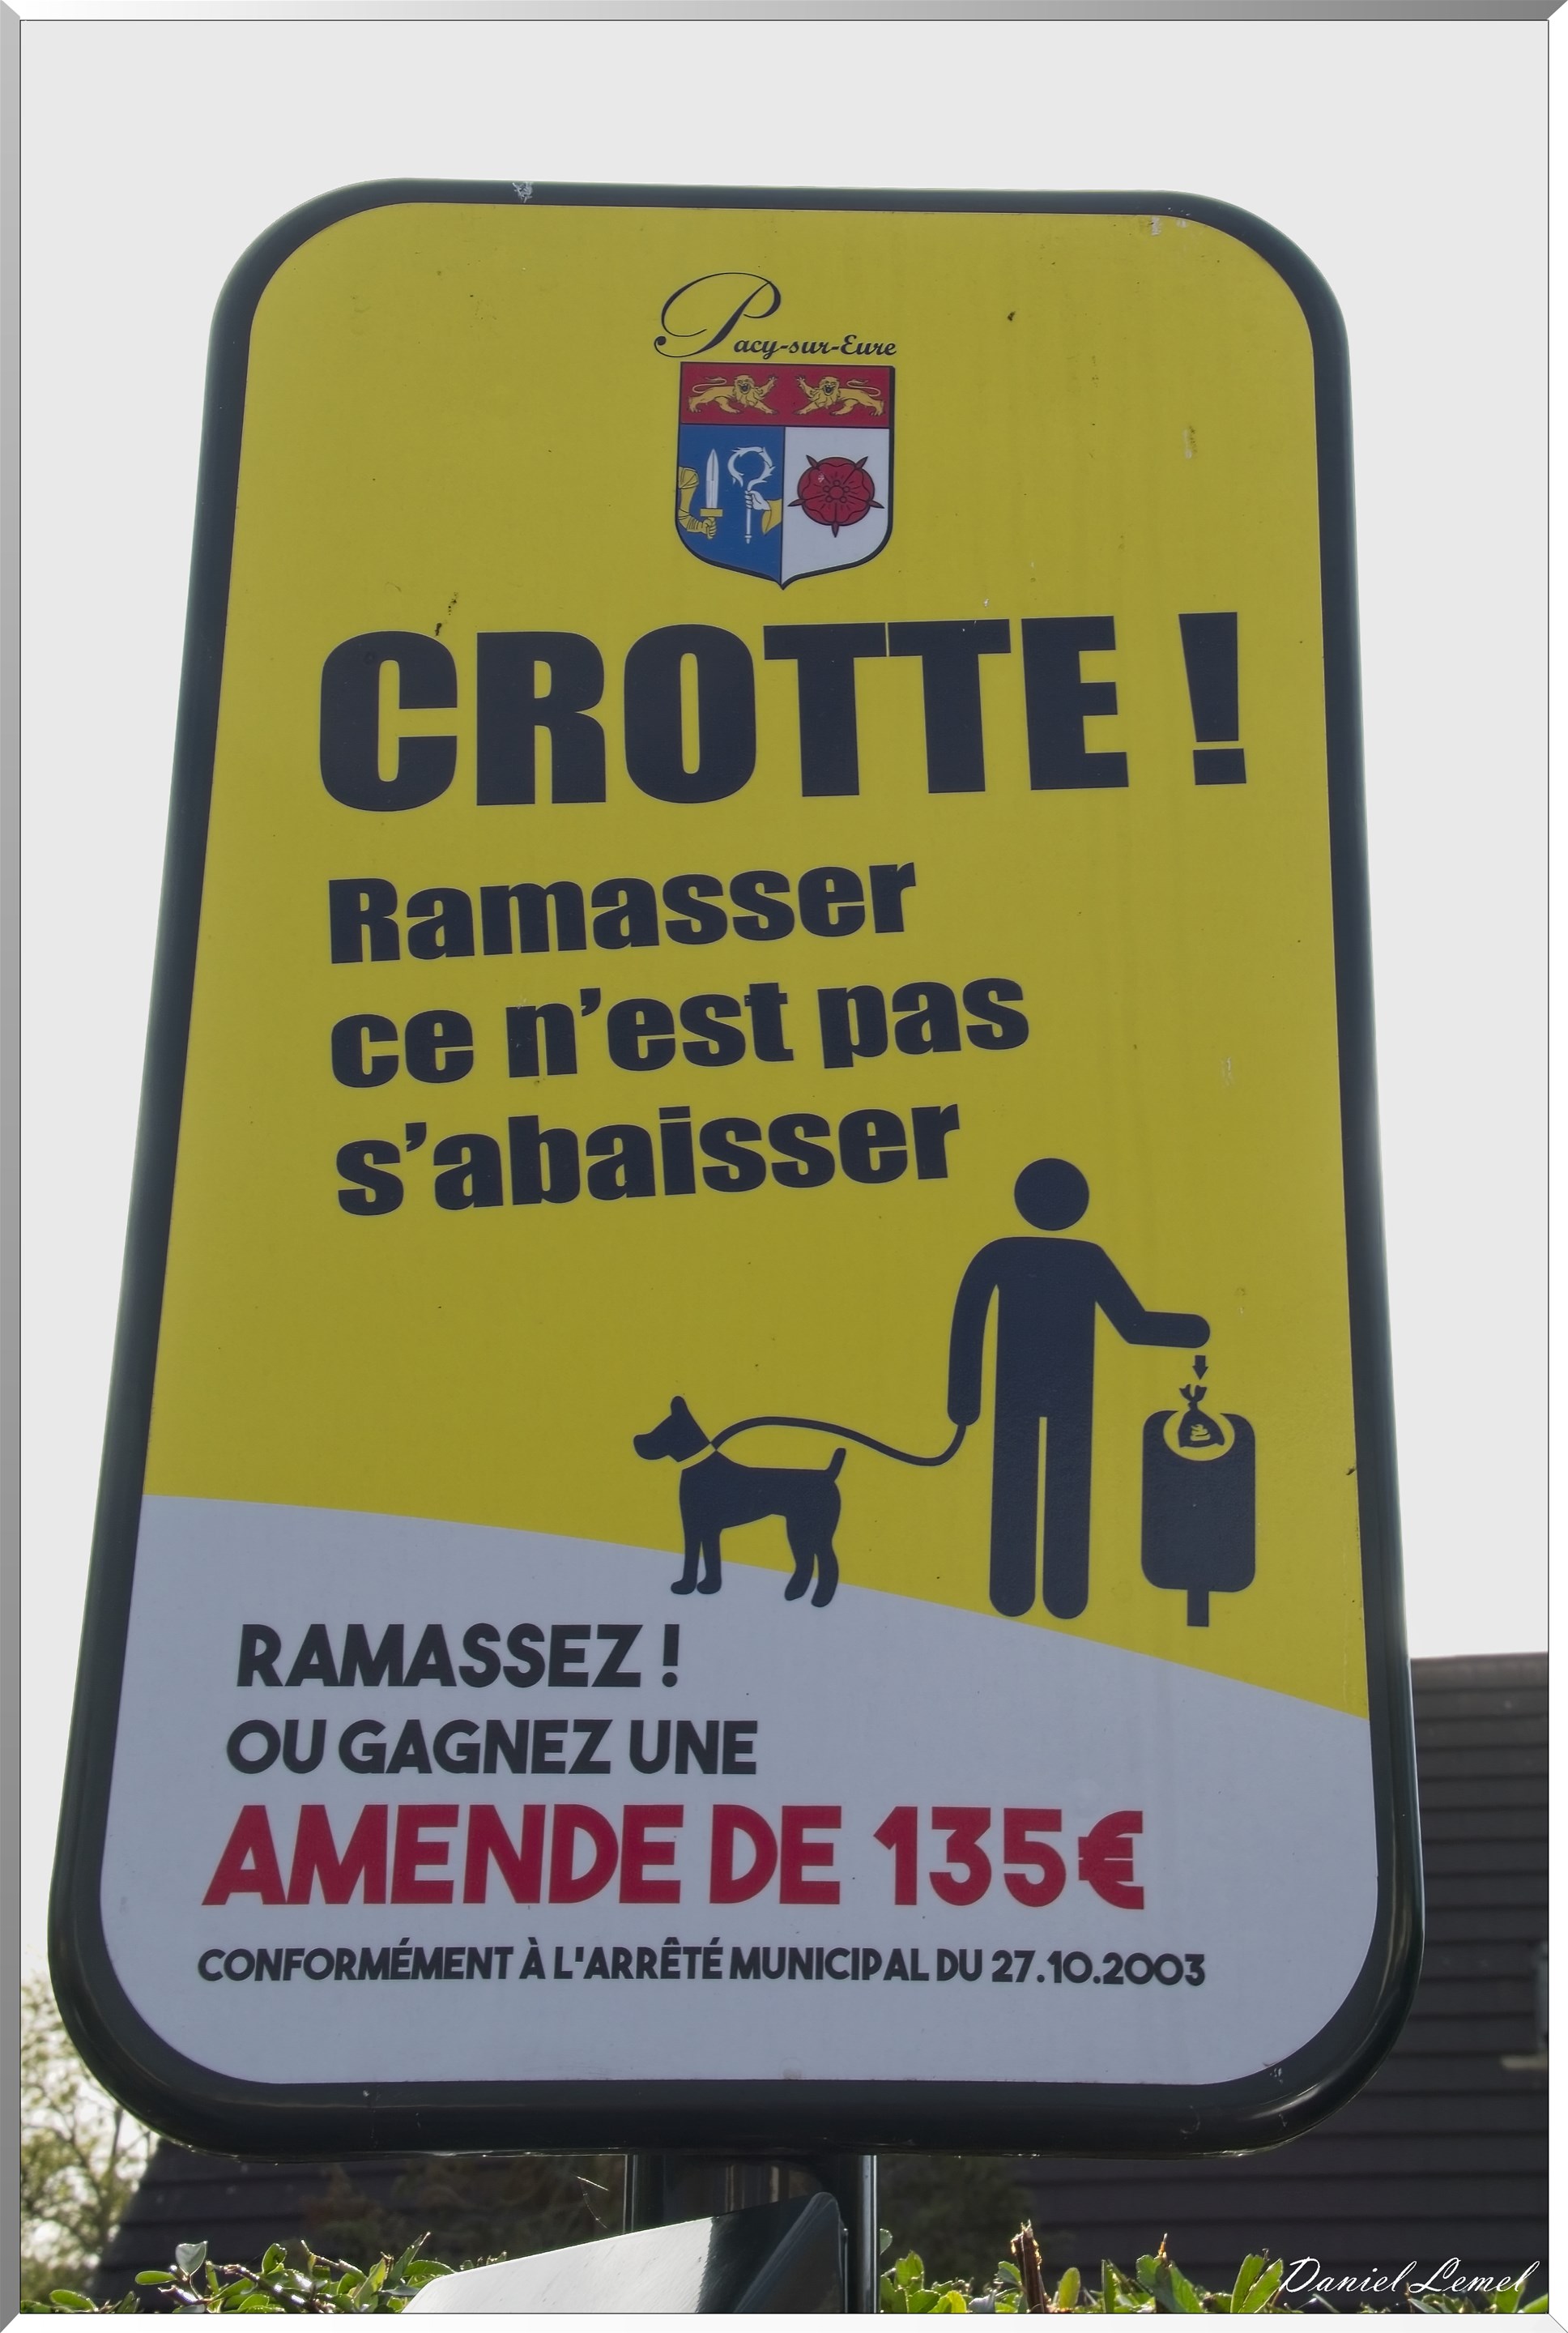 Pacy-sur-Eure
CROTTE !
Ramasser
ce n'est pas
s'abaisser
RAMASSEZ !
OU GAGNEZ UNE
AMENDE DE 135€
CONFORMÉMENT À L'ARRÊTÉ MUNICIPAL DU 27.10.2003
Daniel Lemel